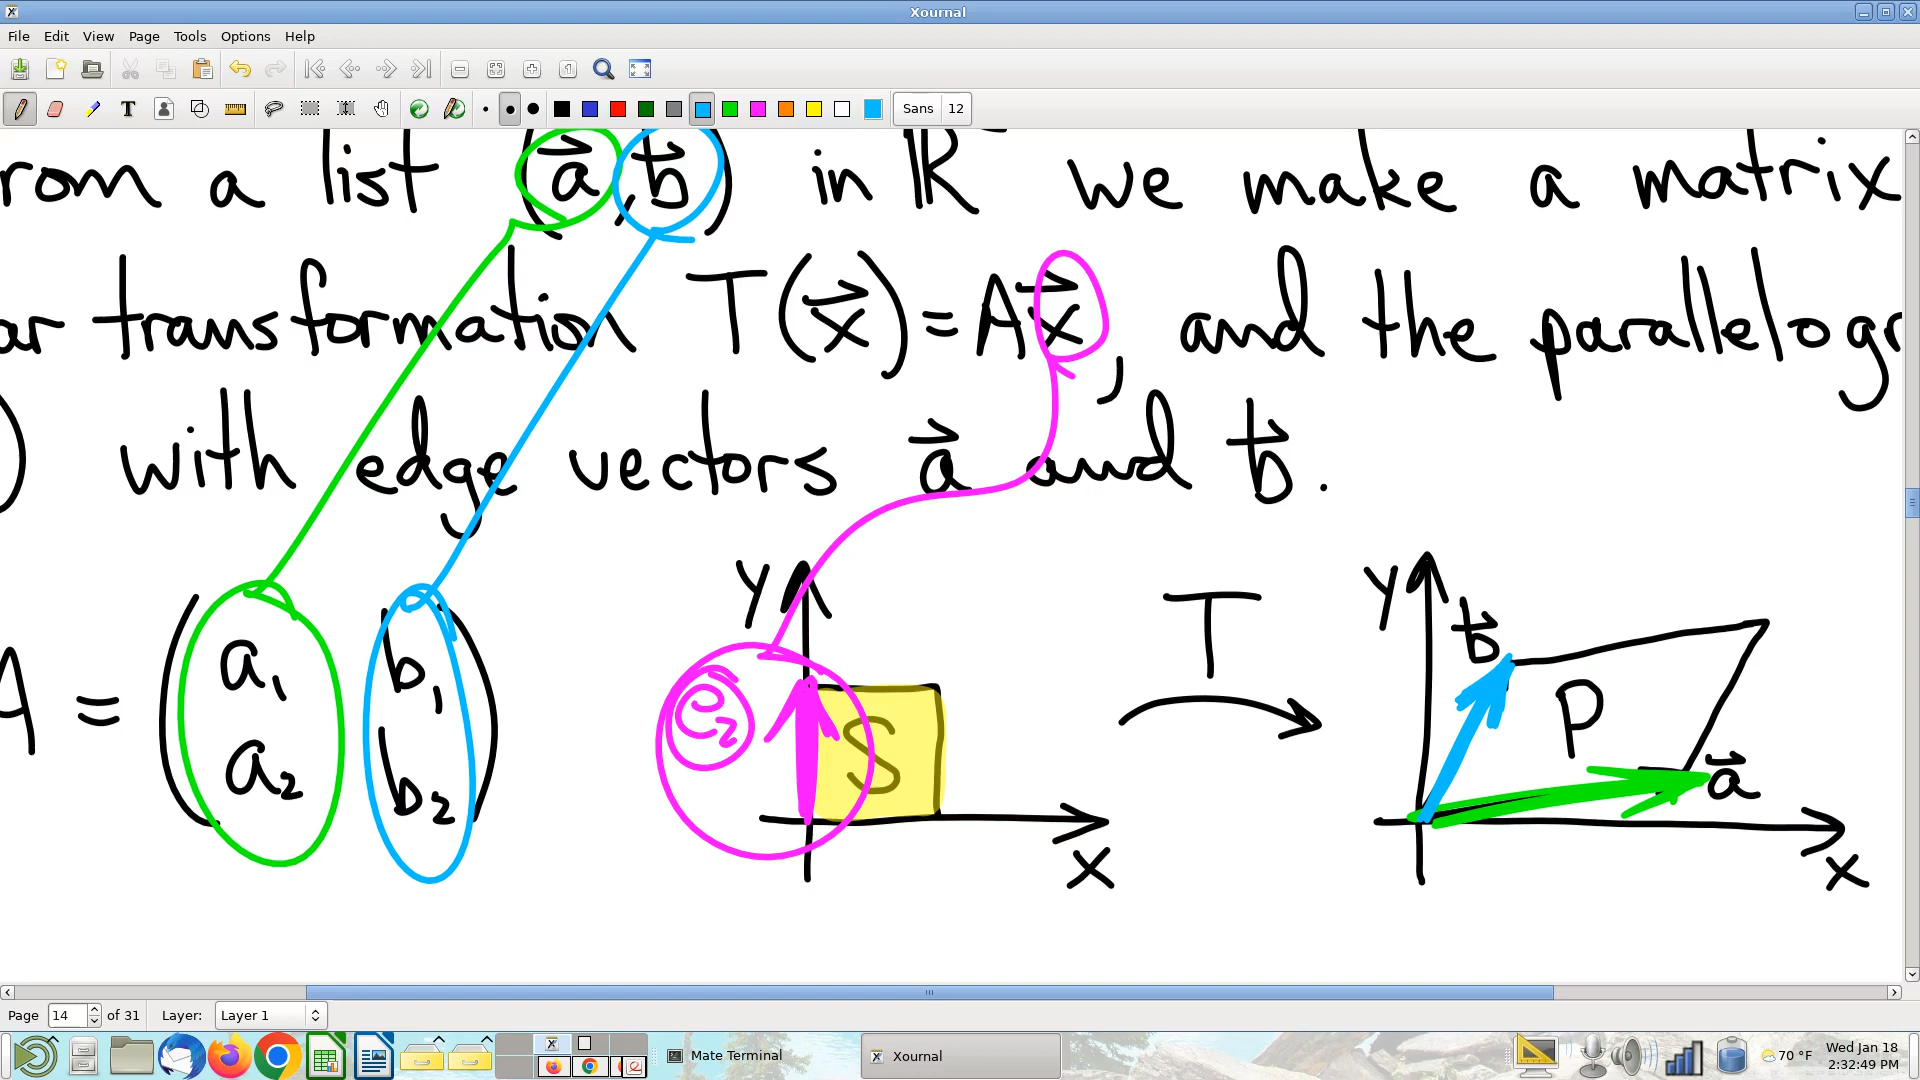 Xournal
File Edit View Page Tools Options Help
Sans 12
rom a list (a⃗, b⃗) in ℝ we make a matrix
ar transformation T(x⃗) = Ax⃗, and the parallelogr
) with edge vectors a⃗ and b⃗.
A = (a₁ b₁
a₂ b₂)
y
e₂
S
x
T
y
b⃗
P
a⃗
x
Page 14 of 31 Layer: Layer 1
Mate Terminal
Xournal
70 °F
Wed Jan 18
2:32:49 PM